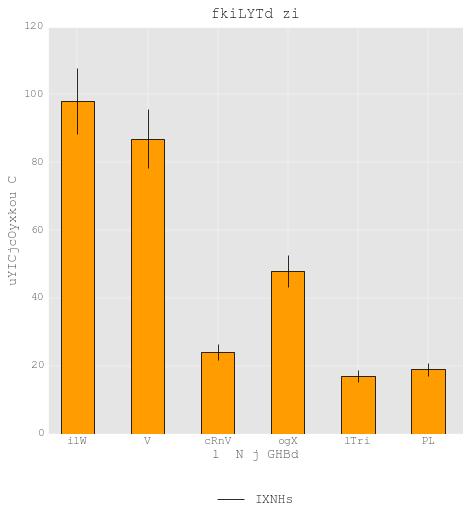 fkiLYTd zi
uYICjcOyxkou C
120
100
80
60
40
20
0
ilW V cRnV ogX lTri PL
l N j GHBd
IXNHs